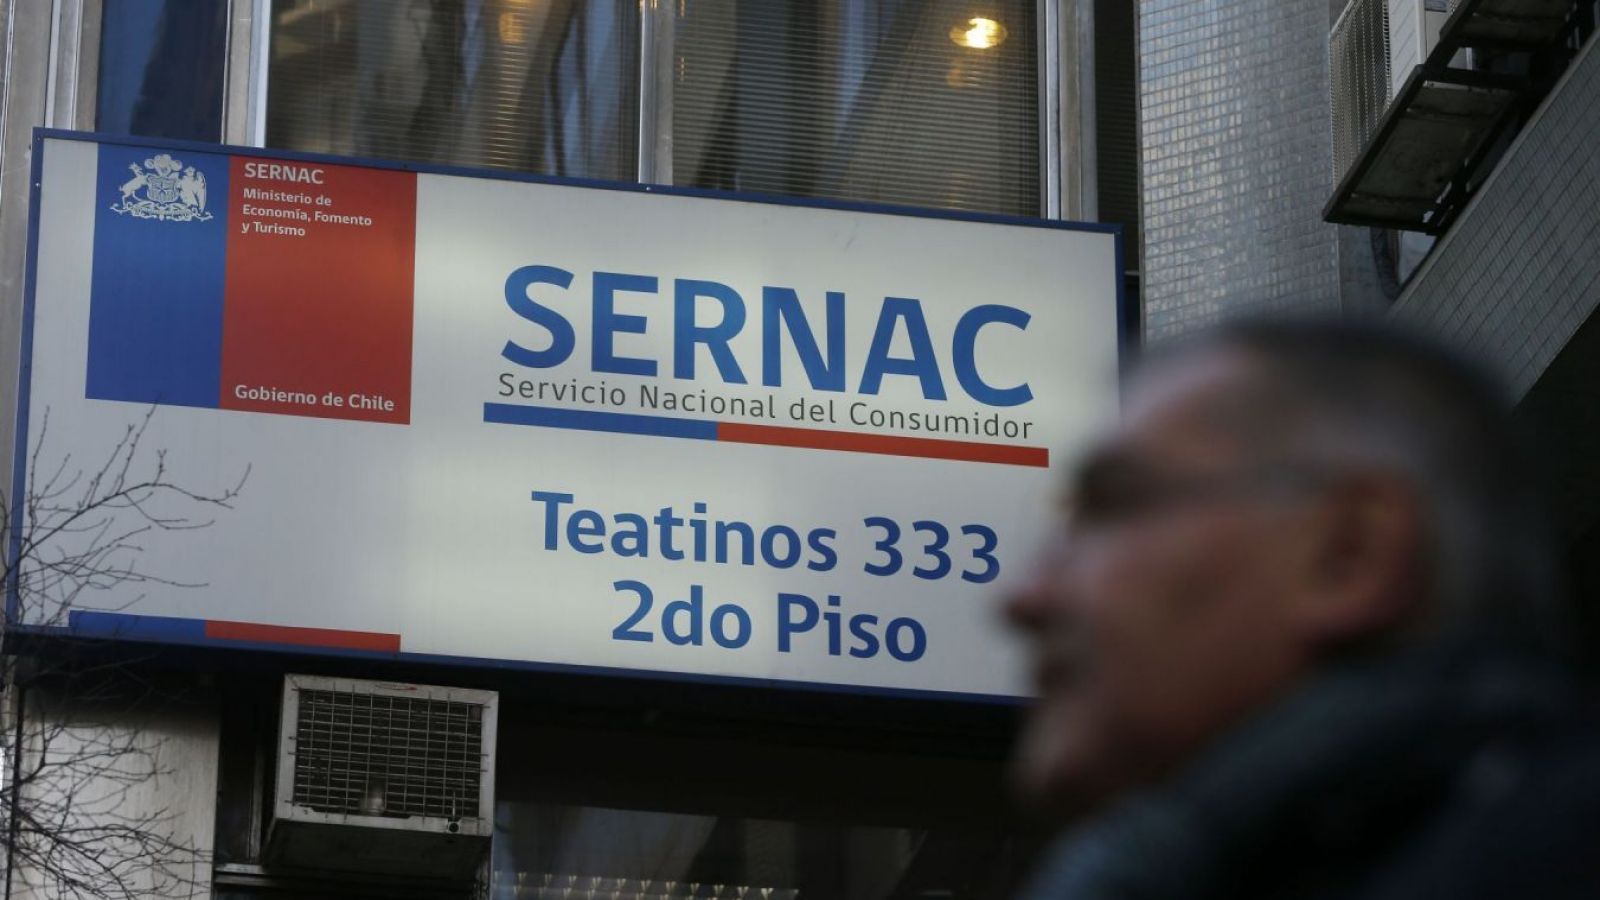 SERNAC
Ministerio de
Economía, Fomento
y Turismo
Gobierno de Chile
SERNAC
Servicio Nacional del Consumidor
Teatinos 333
2do Piso